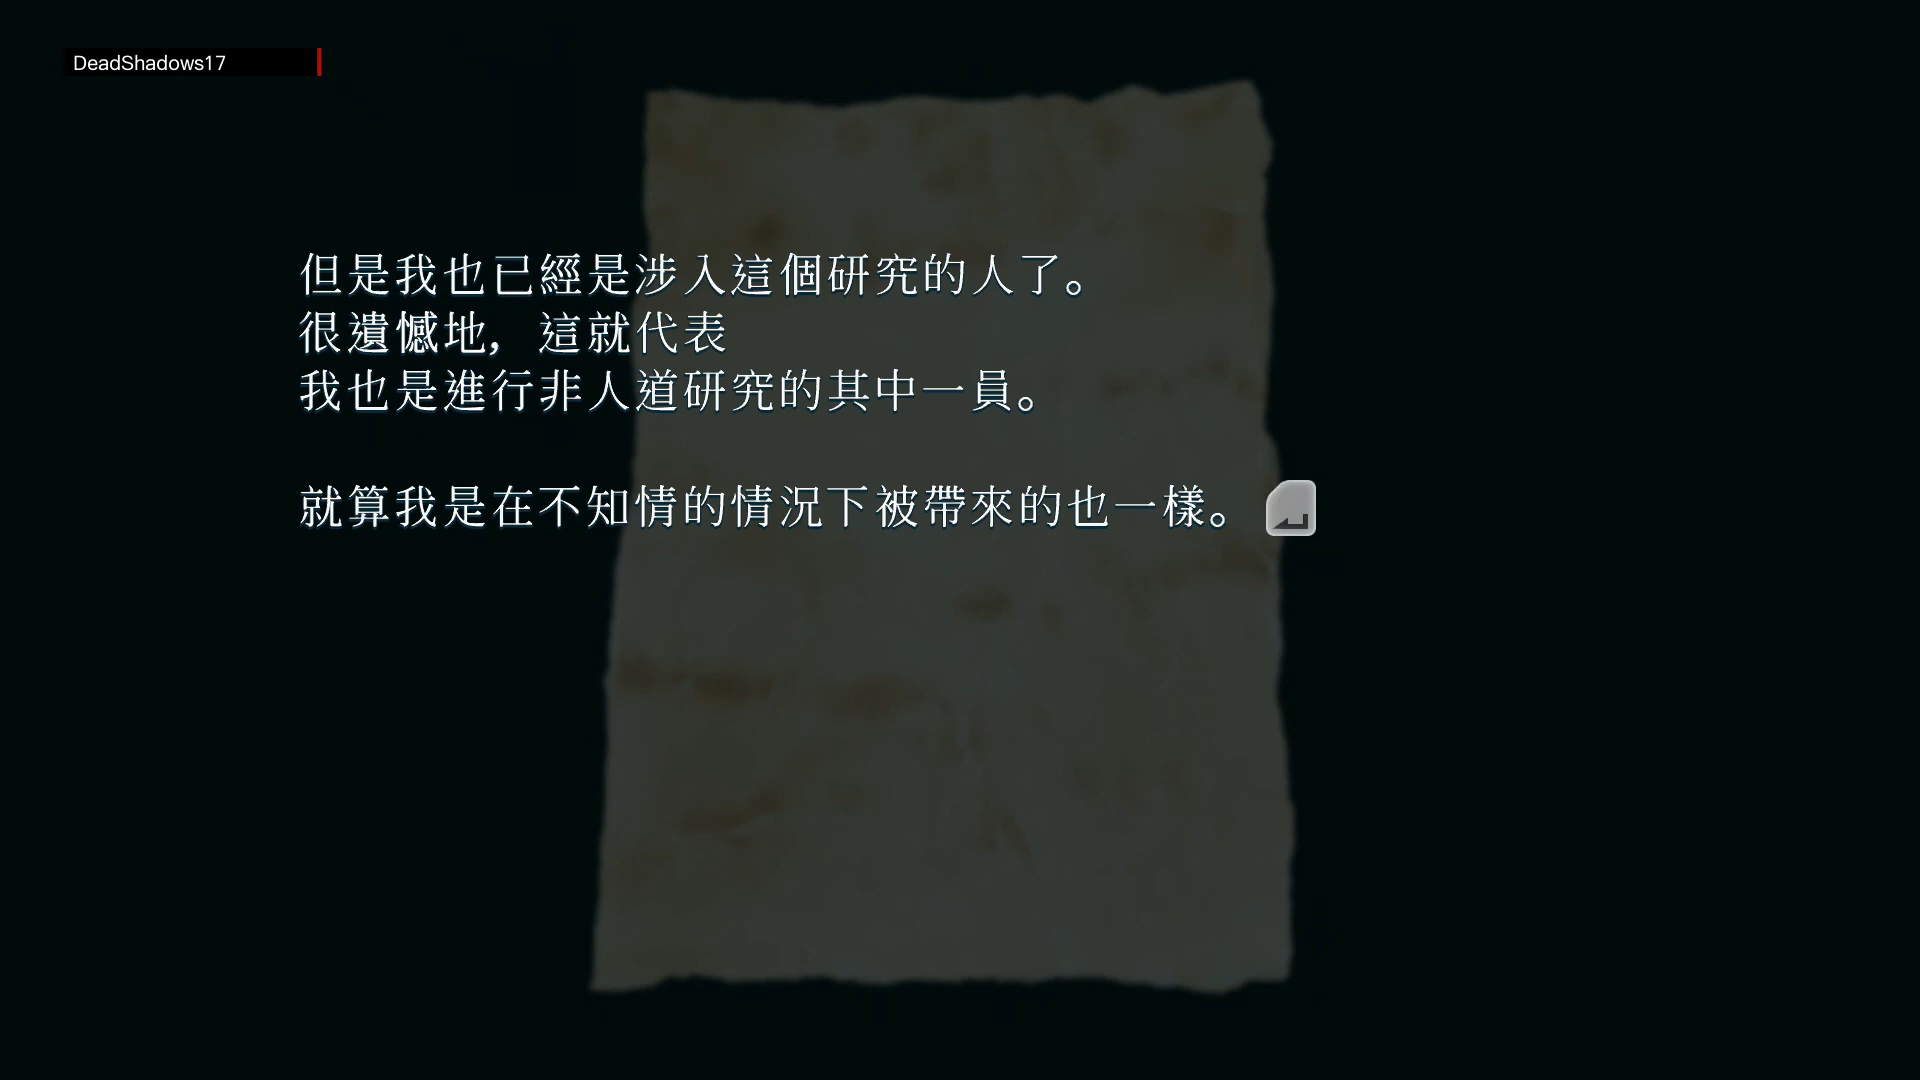 DeadShadows17
但是我也已經是涉入這個研究的人了。
很遺憾地，這就代表
我也是進行非人道研究的其中一員。
就算我是在不知情的情況下被帶來的也一樣。